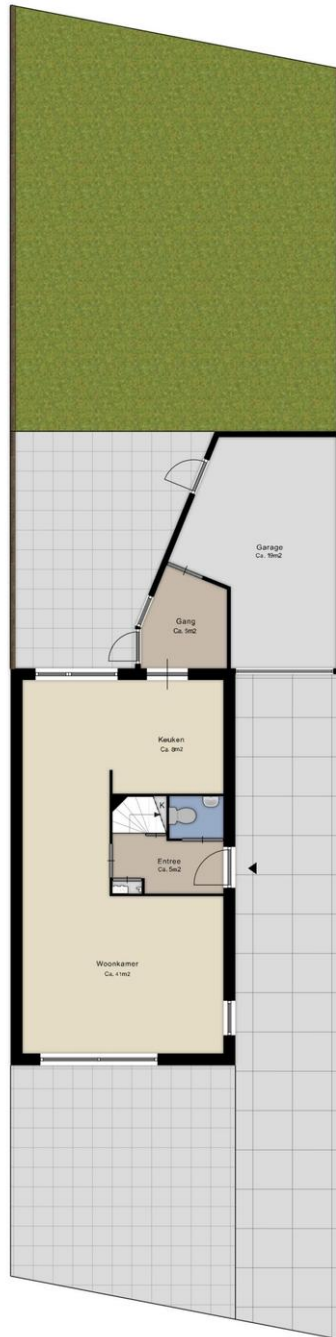 Garage
Ca. 19m2
Gang
Ca. 5m2
Keuken
Ca. 8m2
K
Entree
Ca. 5m2
Woonkamer
Ca. 41m2